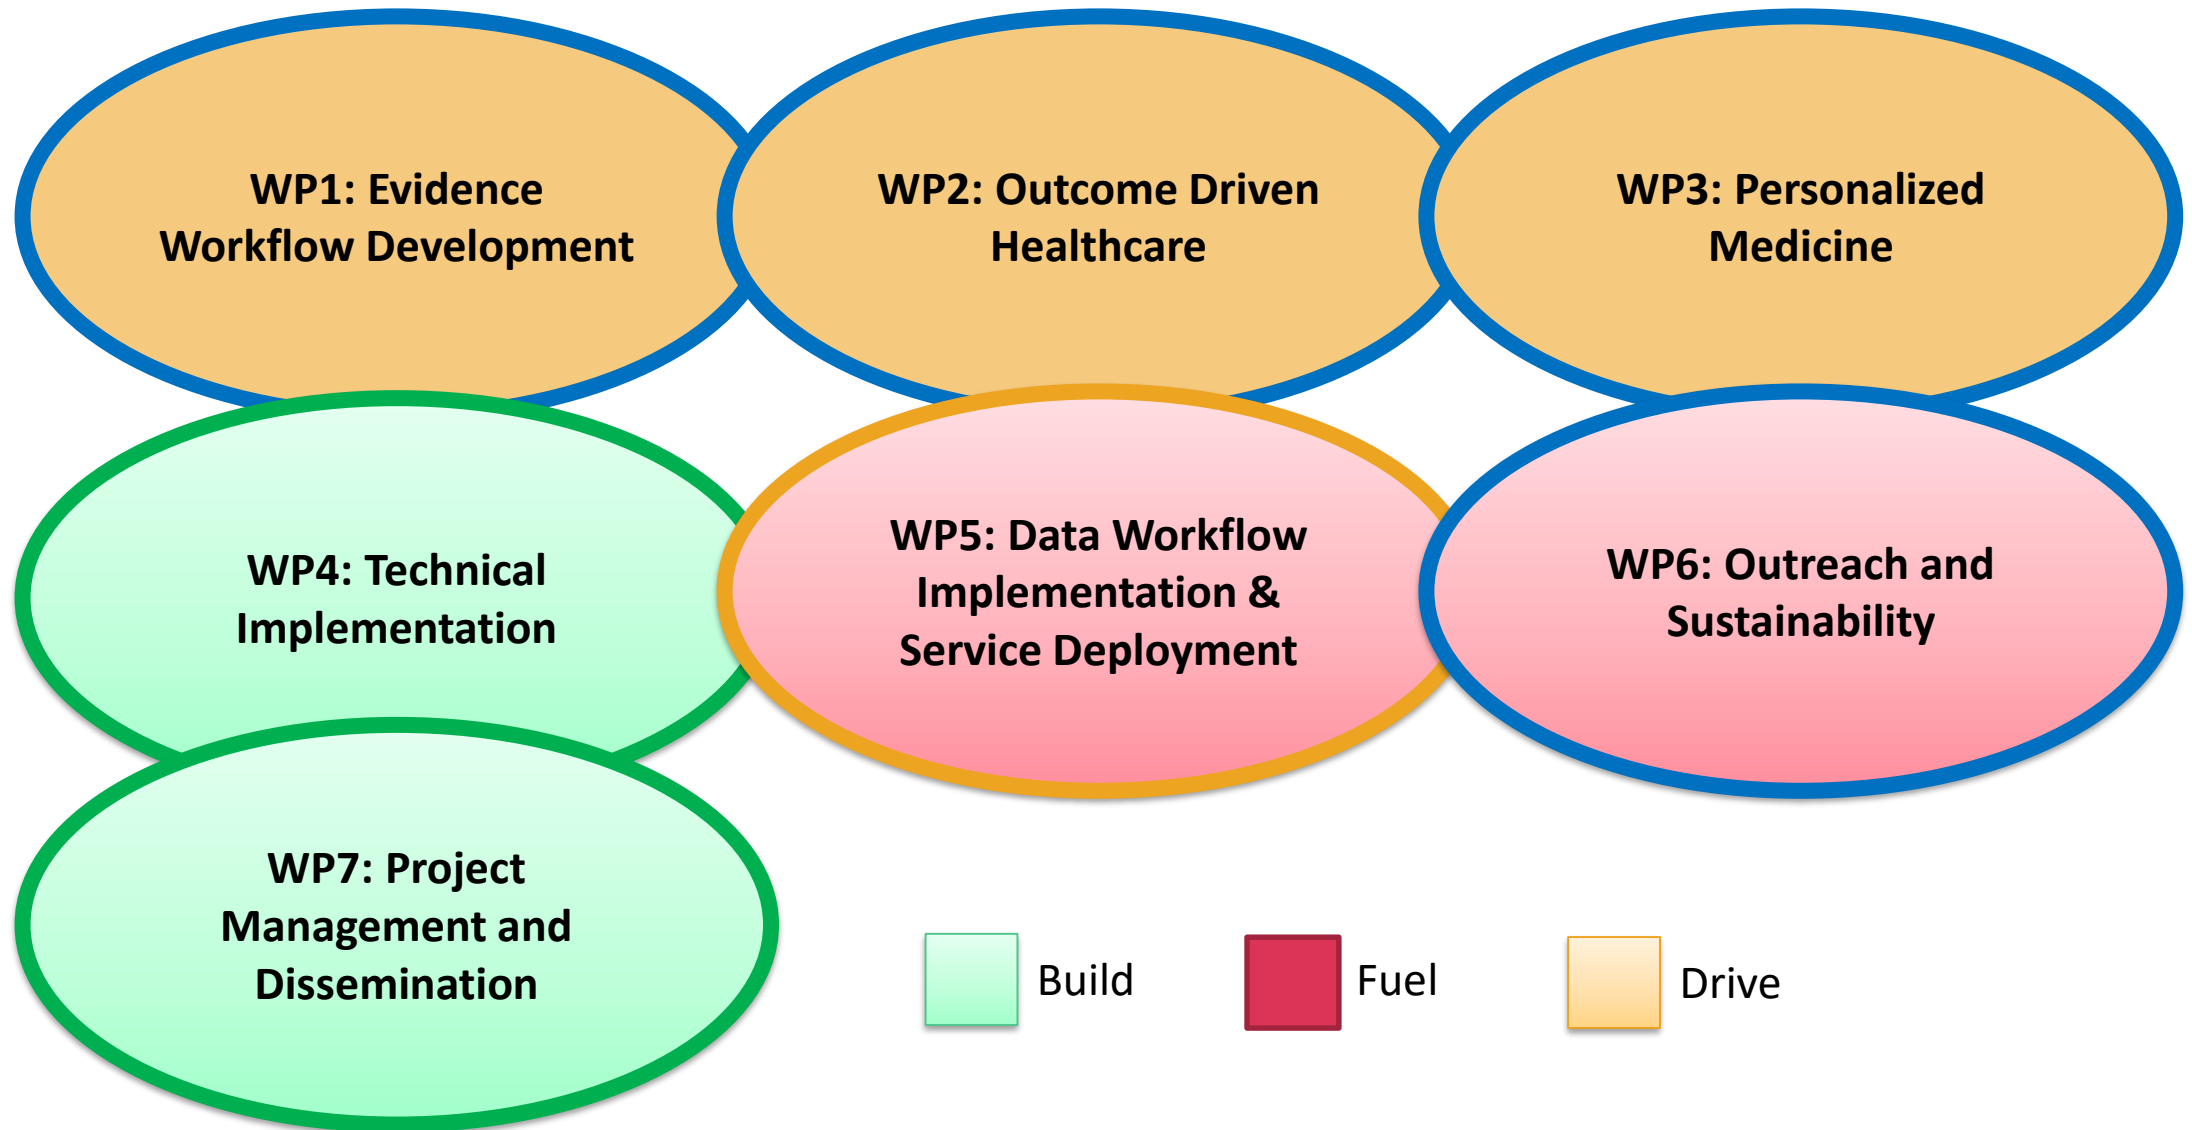 WP1: Evidence
Workflow Development
WP2: Outcome Driven
Healthcare
WP3: Personalized
Medicine
WP4: Technical
Implementation
WP5: Data Workflow
Implementation &
Service Deployment
WP6: Outreach and
Sustainability
WP7: Project
Management and
Dissemination
Build
Fuel
Drive